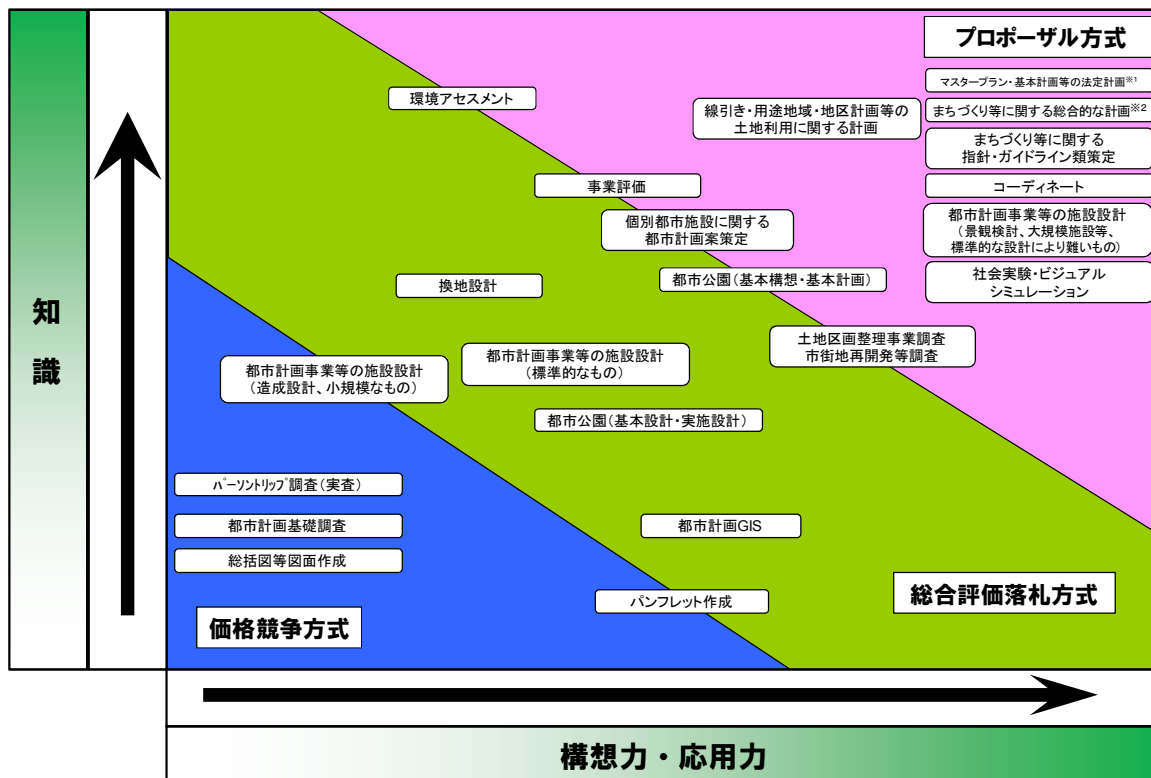 プロポーザル方式
マスタープラン・基本計画等の法定計画※1
環境アセスメント
線引き・用途地域・地区計画等の
土地利用に関する計画
まちづくり等に関する総合的な計画※2
まちづくり等に関する
指針・ガイドライン類策定
事業評価
コーディネート
個別都市施設に関する
都市計画案策定
都市計画事業等の施設設計
(景観検討、大規模施設等、
標準的な設計により難いもの)
換地設計
都市公園(基本構想・基本計画)
社会実験・ビジュアル
シミュレーション
知
識
都市計画事業等の施設設計
(造成設計、小規模なもの)
都市計画事業等の施設設計
(標準的なもの)
土地区画整理事業調査
市街地再開発等調査
都市公園(基本設計・実施設計)
パーソントリップ調査(実査)
都市計画基礎調査
都市計画GIS
総括図等図面作成
パンフレット作成
総合評価落札方式
価格競争方式
構想力・応用力